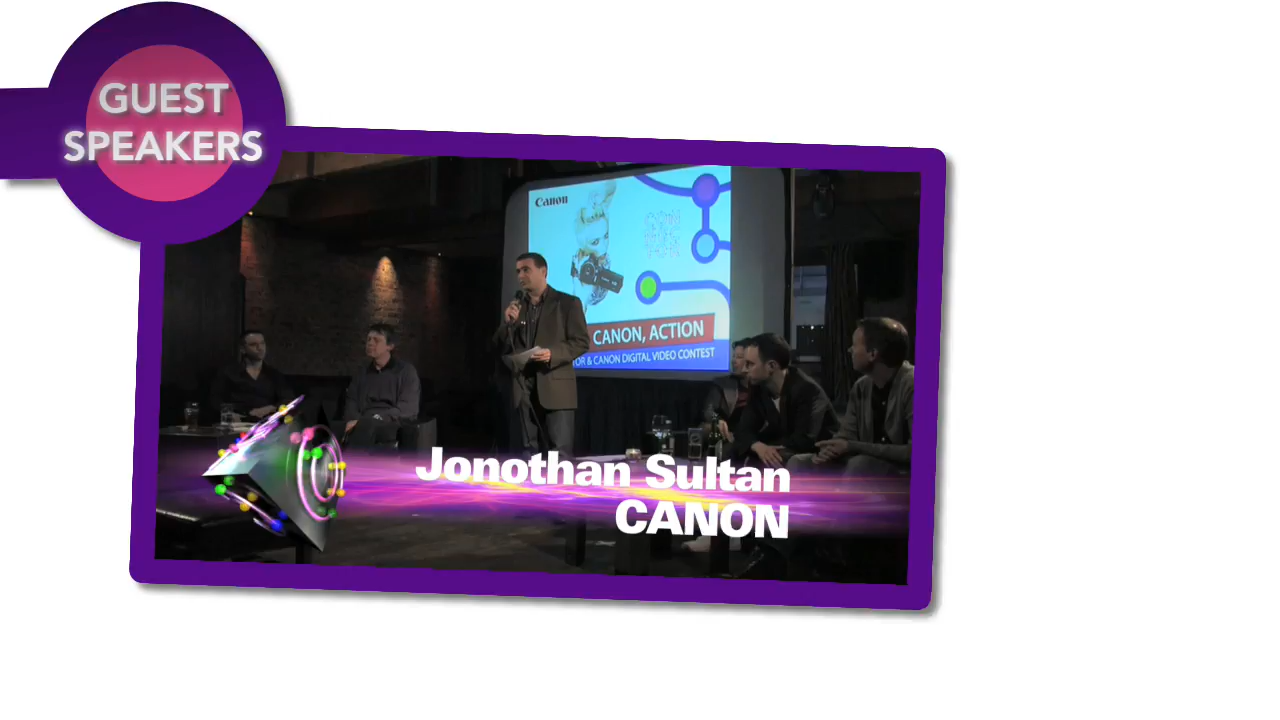 GUEST
SPEAKERS
Canon
CANON, ACTION
& CANON DIGITAL VIDEO CONTEST
Jonothan Sultan
CANON